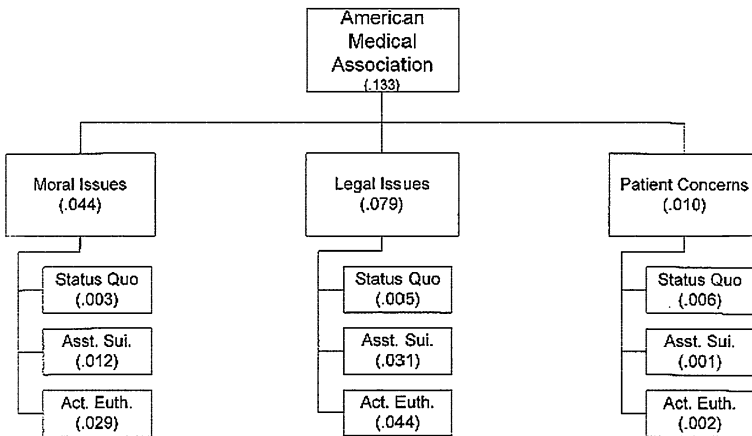 American
Medical
Association
(.133)
Moral Issues
(.044)
Legal Issues
(.079)
Patient Concerns
(.010)
Status Quo
(.003)
Asst. Sui.
(.012)
Act. Euth.
(.029)
Status Quo
(.005)
Asst. Sui.
(.031)
Act. Euth.
(.044)
Status Quo
(.006)
Asst. Sui.
(.001)
Act. Euth.
(.002)